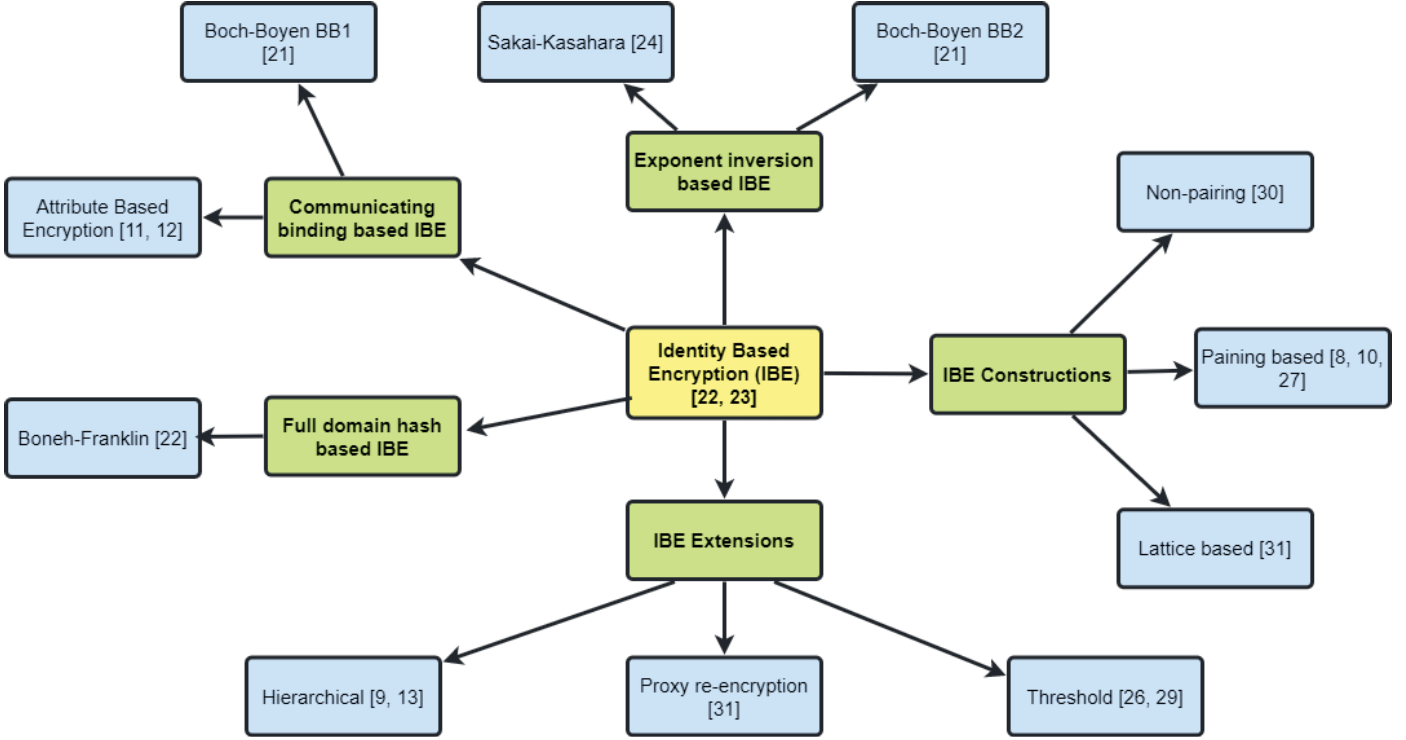 Boch-Boyen BB1
[21]
Sakai-Kasahara [24]
Boch-Boyen BB2
[21]
Exponent inversion
based IBE
Non-pairing [30]
Attribute Based
Encryption [11, 12]
Communicating
binding based IBE
Identity Based
Encryption (IBE)
[22, 23]
IBE Constructions
Paining based [8, 10,
27]
Boneh-Franklin [22]
Full domain hash
based IBE
IBE Extensions
Lattice based [31]
Hierarchical [9, 13]
Proxy re-encryption
[31]
Threshold [26, 29]